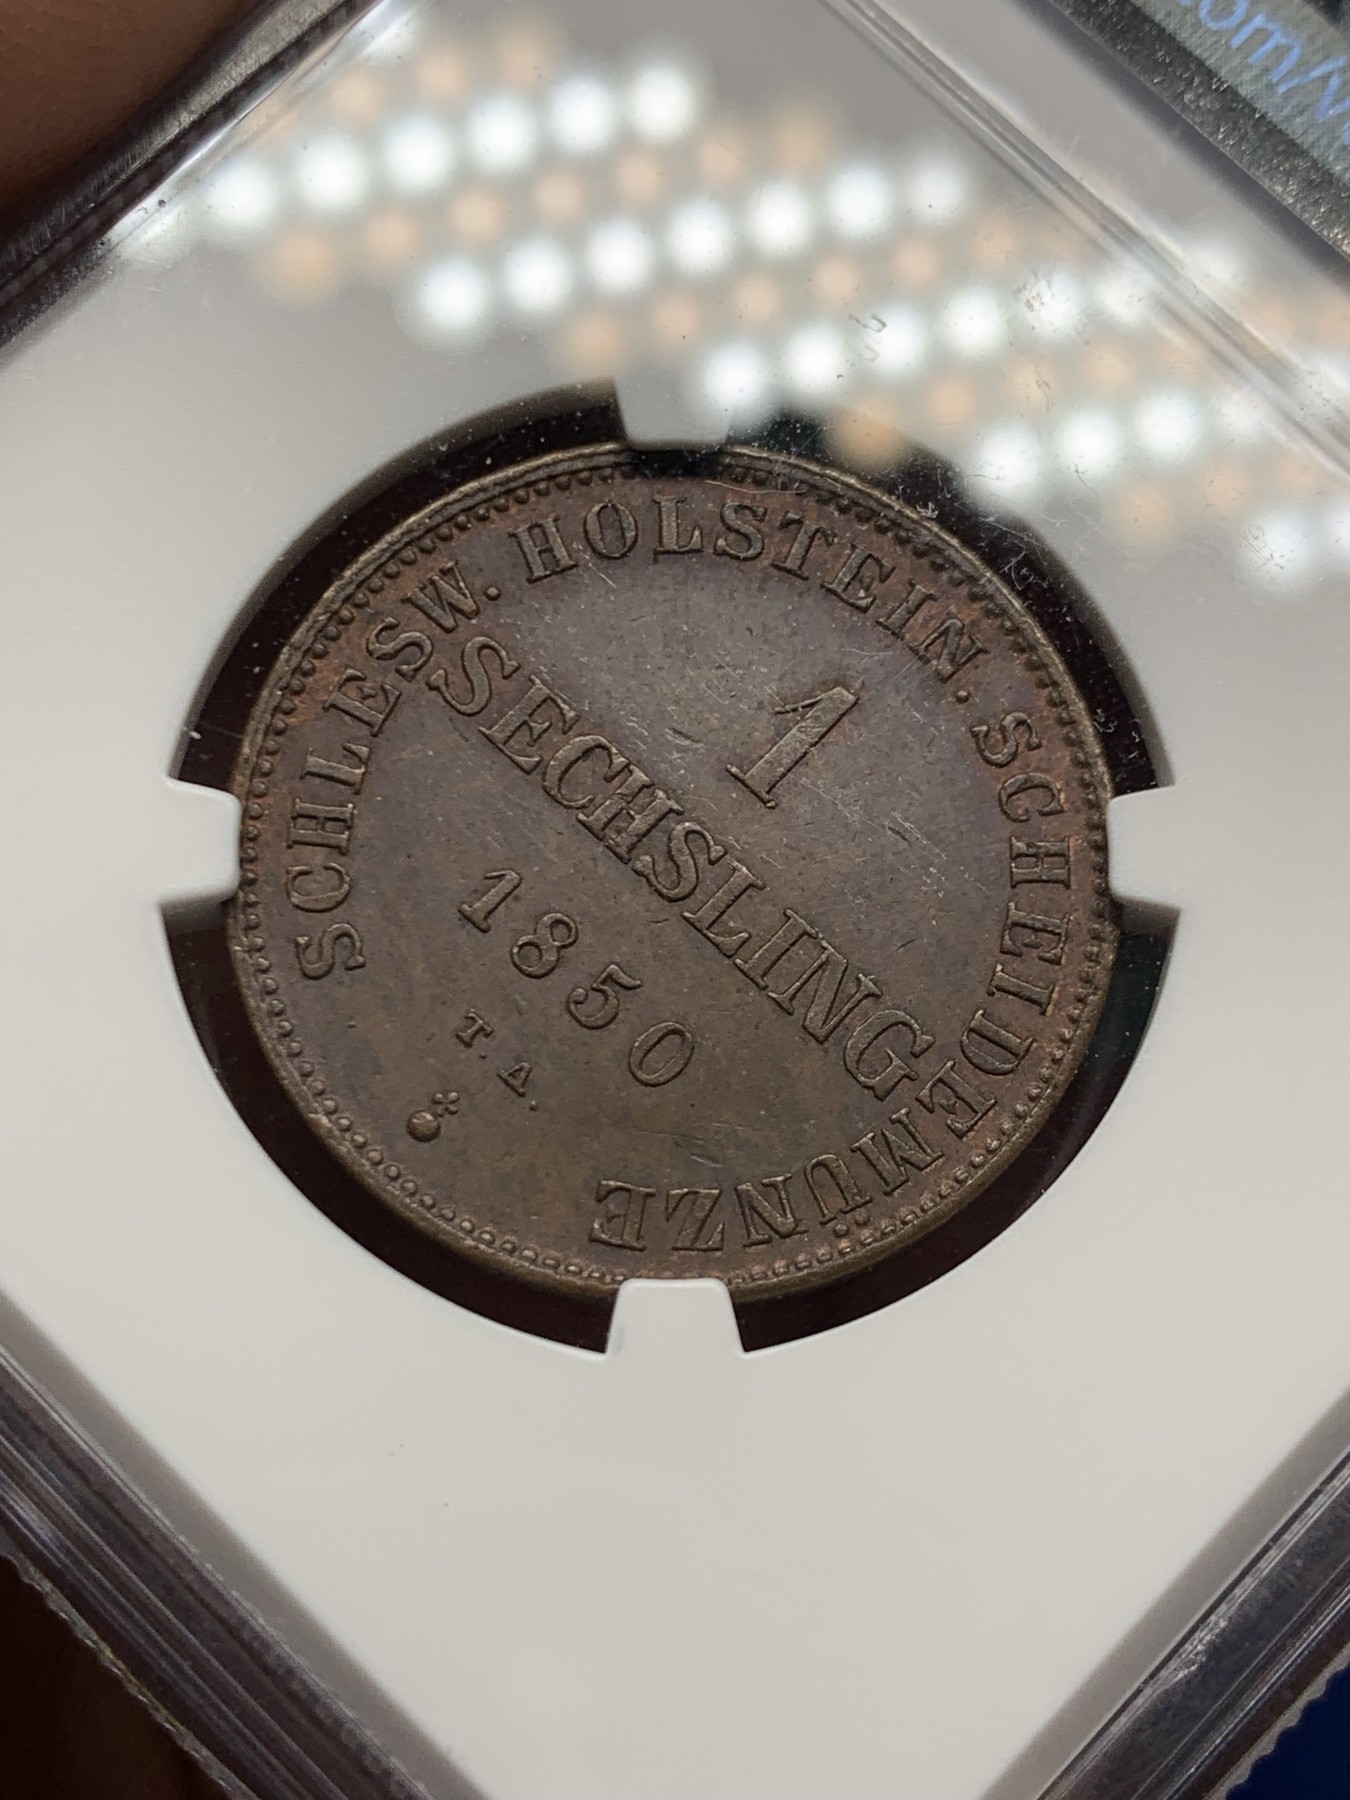 SCHLESW. HOLSTEIN. SCHEIDEMÜNZE
1
SECHSLING
1850
T. A.